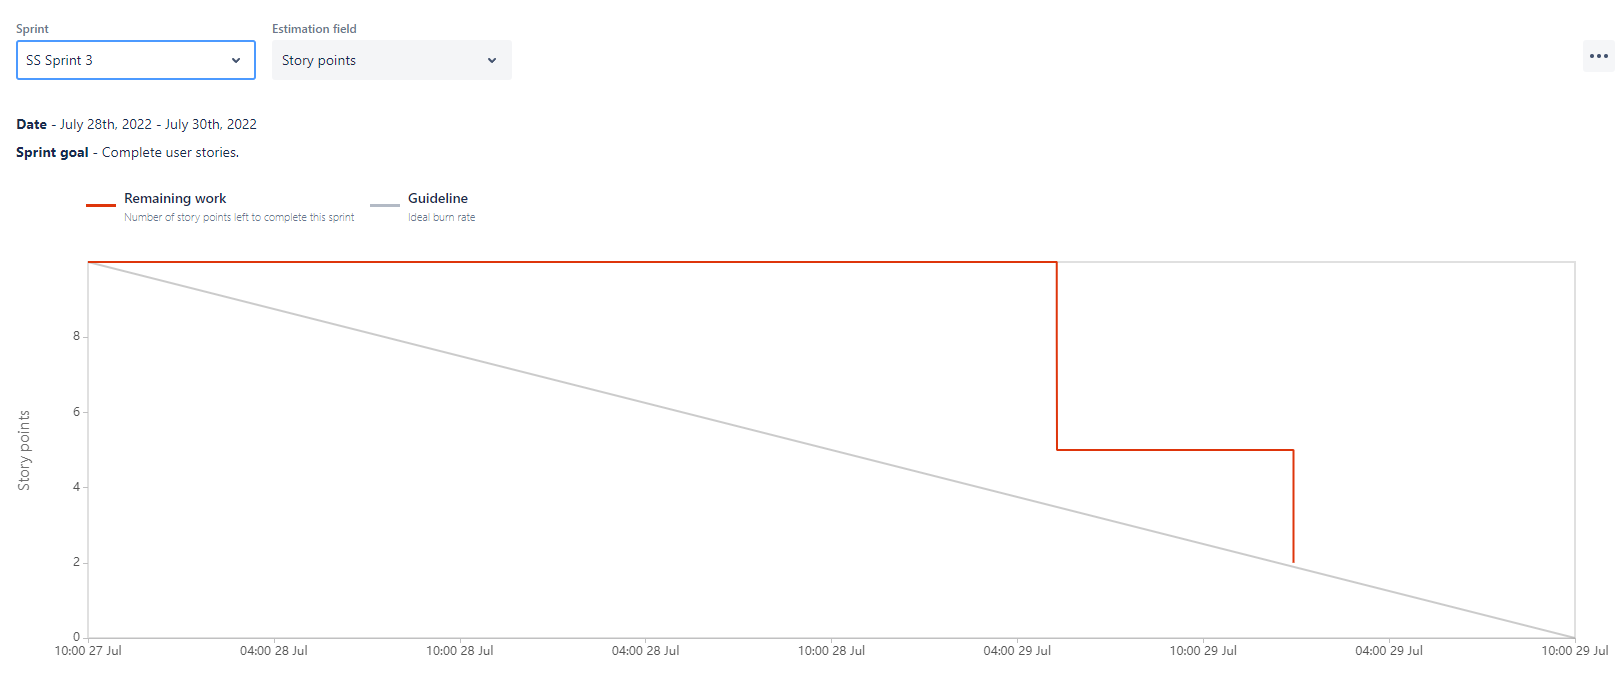 Sprint
Estimation field
SS Sprint 3
Story points
Date - July 28th, 2022 - July 30th, 2022
Sprint goal - Complete user stories.
Remaining work
Number of story points left to complete this sprint
Guideline
Ideal burn rate
Story points
8
6
4
2
0
10:00 27 Jul
04:00 28 Jul
10:00 28 Jul
04:00 28 Jul
10:00 28 Jul
04:00 29 Jul
10:00 29 Jul
04:00 29 Jul
10:00 29 Jul